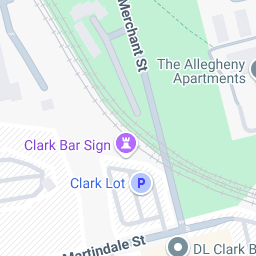 Merchant St
The Allegheny
Apartments
Clark Bar Sign
Clark Lot
P
Martindale St
DL Clark B